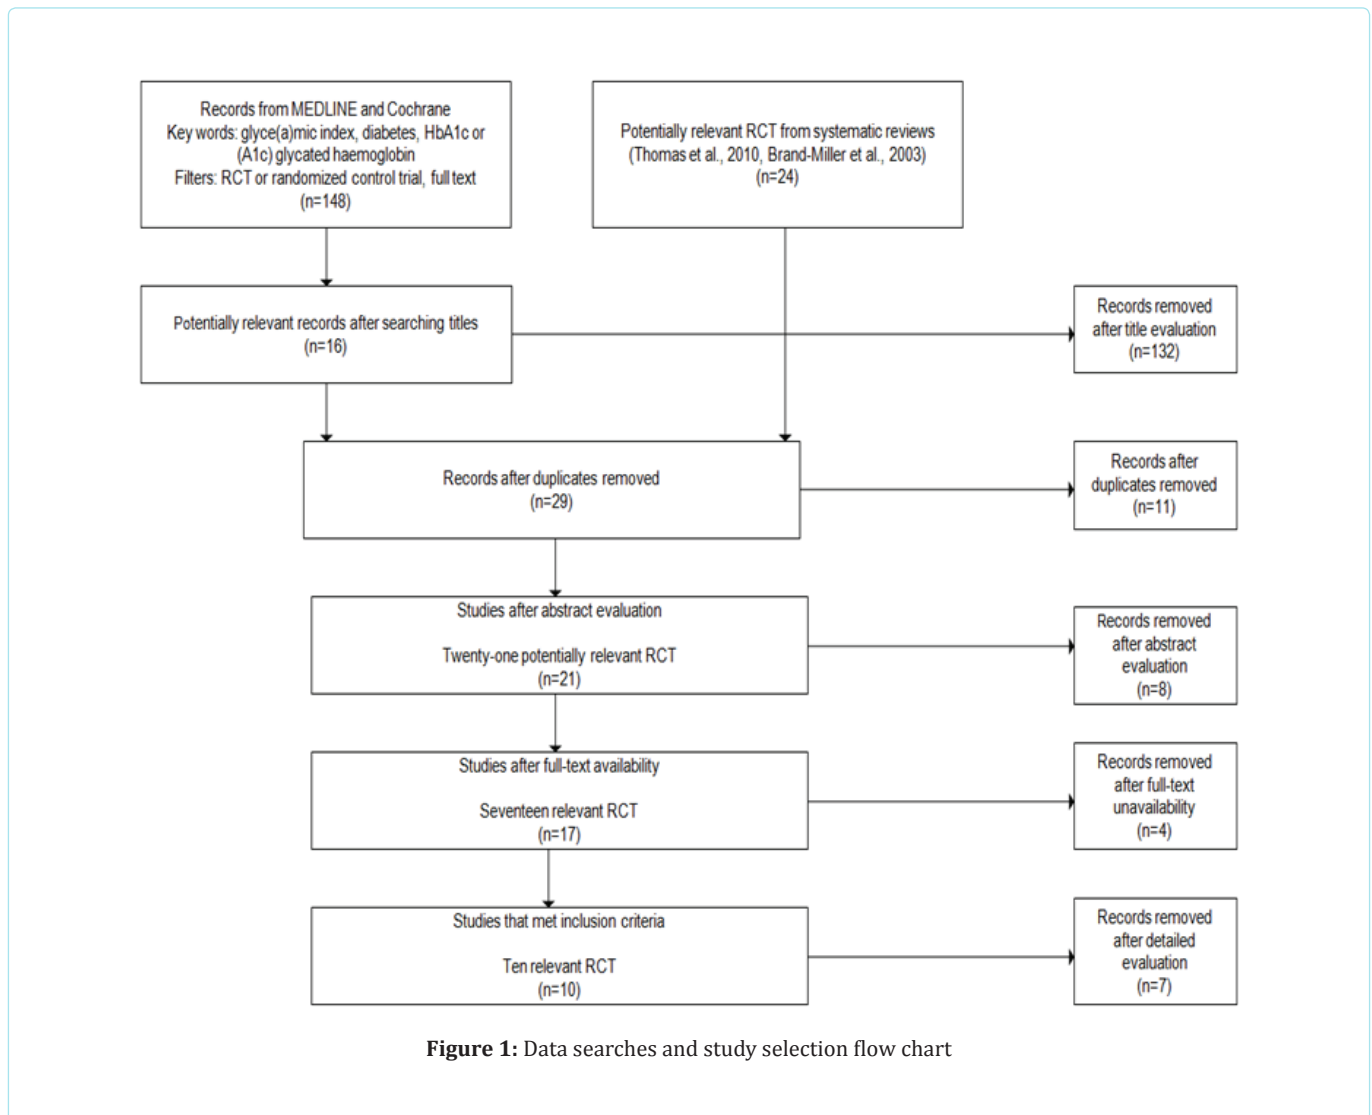 Records from MEDLINE and Cochrane
Key words: glyce(a)mic index, diabetes, HbA1c or
(A1c) glycated haemoglobin
Filters: RCT or randomized control trial, full text
(n=148)
Potentially relevant RCT from systematic reviews
(Thomas et al., 2010, Brand-Miller et al., 2003)
(n=24)
Potentially relevant records after searching titles
(n=16)
Records removed
after title evaluation
(n=132)
Records after duplicates removed
(n=29)
Records after
duplicates removed
(n=11)
Studies after abstract evaluation
Twenty-one potentially relevant RCT
(n=21)
Records removed
after abstract
evaluation
(n=8)
Studies after full-text availability
Seventeen relevant RCT
(n=17)
Records removed
after full-text
unavailability
(n=4)
Studies that met inclusion criteria
Ten relevant RCT
(n=10)
Records removed
after detailed
evaluation
(n=7)
Figure 1: Data searches and study selection flow chart